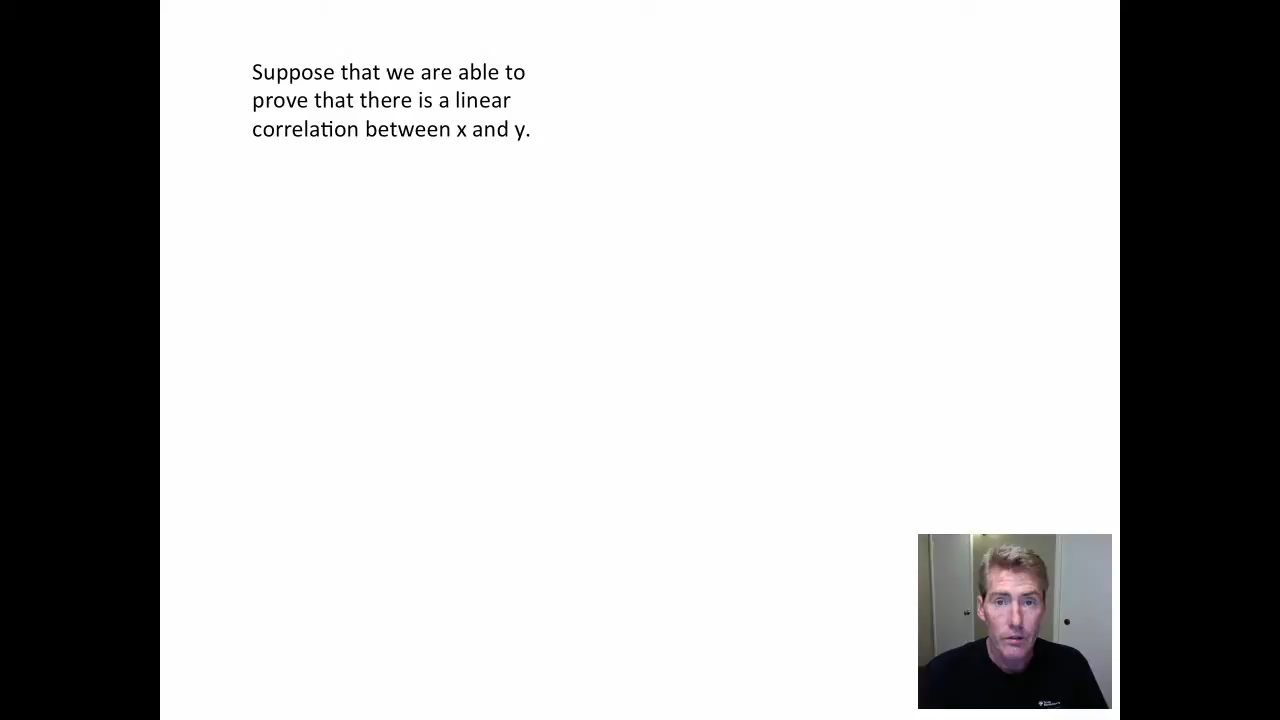 Suppose that we are able to
prove that there is a linear
correlation between x and y.